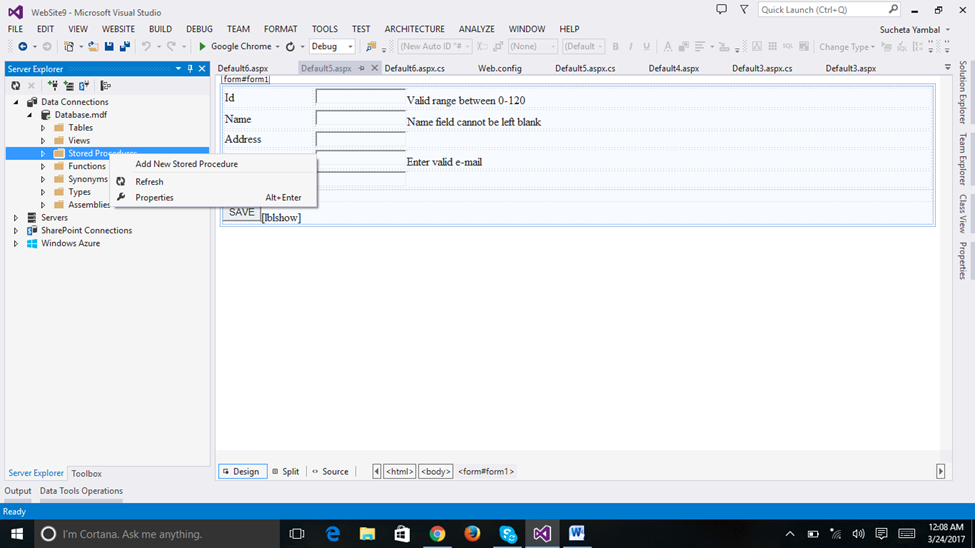 WebSite9 - Microsoft Visual Studio
Quick Launch (Ctrl+Q)
FILE EDIT VIEW WEBSITE BUILD DEBUG TEAM FORMAT TOOLS TEST ARCHITECTURE ANALYZE WINDOW HELP Sucheta Yambal
Google Chrome Debug (New Auto ID (None) (Default Change Type
Server Explorer
Default6.aspx Default5.aspx Default6.aspx.cs Web.config Default5.aspx.cs Default4.aspx Default3.aspx.cs Default3.aspx
form#form1
Data Connections
Database.mdf
Tables
Views
Stored Procedures
Functions
Synonyms
Types
Assemblies
Servers
SharePoint Connections
Windows Azure
Add New Stored Procedure
Refresh
Properties Alt+Enter
Id Valid range between 0-120
Name Name field cannot be left blank
Address
Enter valid e-mail
SAVE [lblshow]
Solution Explorer
Team Explorer
Class View
Properties
Design Split Source <html> <body> <form#form1>
Server Explorer Toolbox
Output Data Tools Operations
Ready
I'm Cortana. Ask me anything.
12:08 AM
3/24/2017